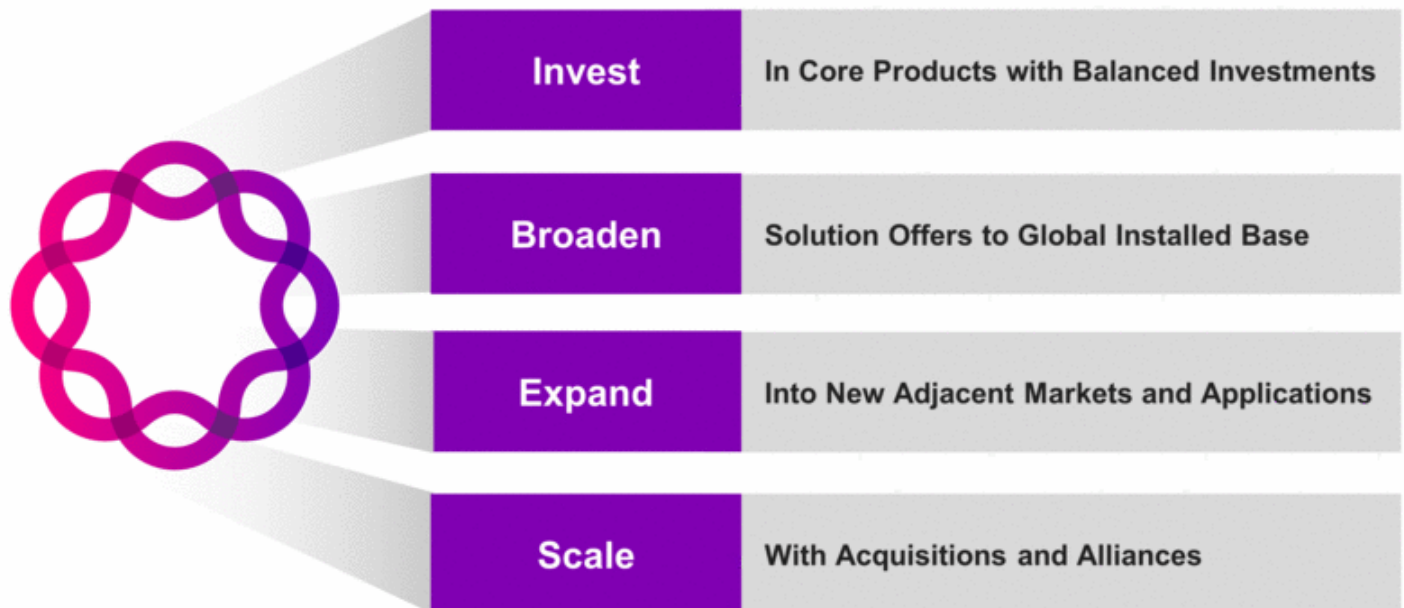 Invest
In Core Products with Balanced Investments
Broaden
Solution Offers to Global Installed Base
Expand
Into New Adjacent Markets and Applications
Scale
With Acquisitions and Alliances